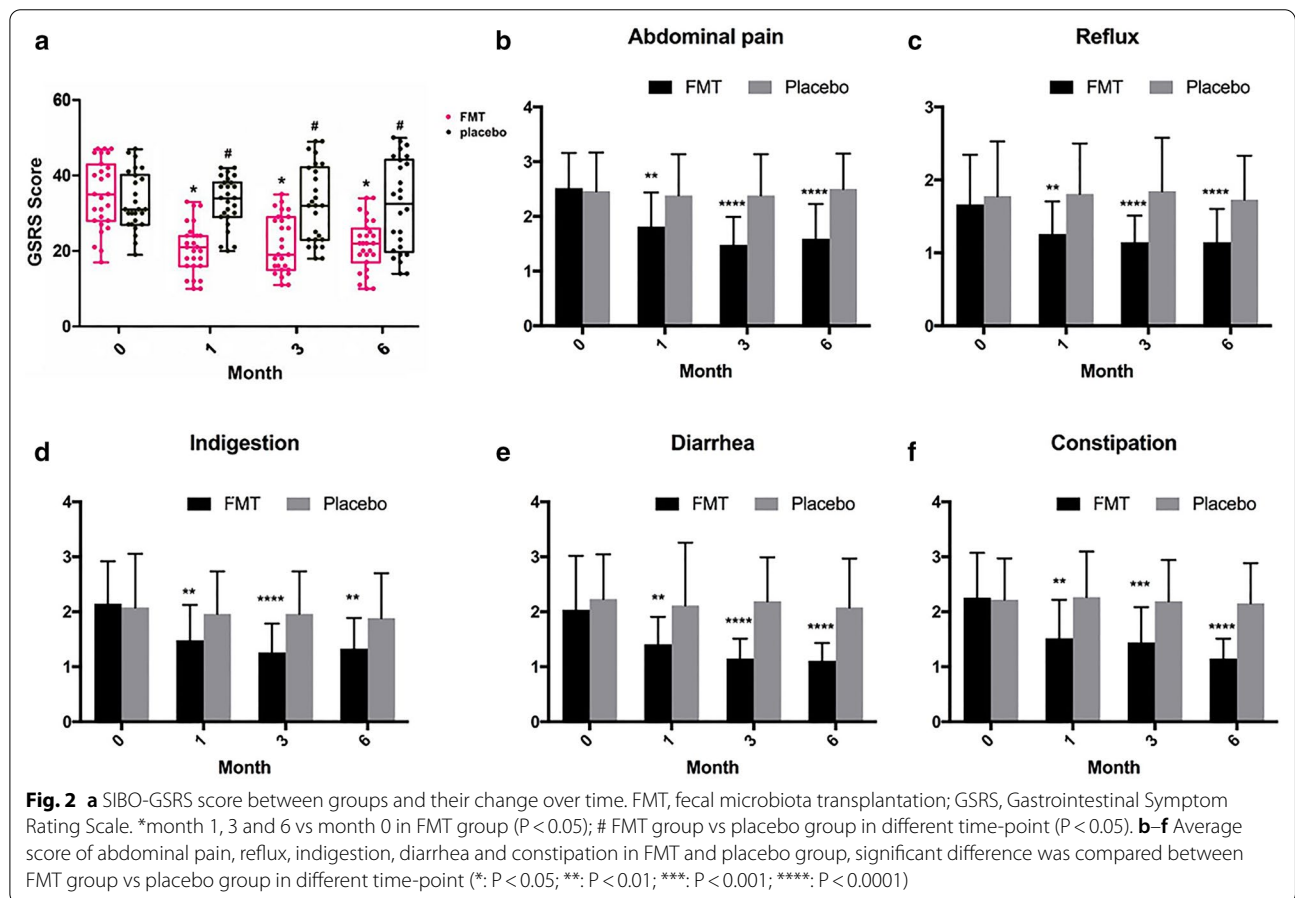 a
60
40
20
0
GSRS Score
* # * # *
#
FMT
placebo
0 1 3 6
Month
b
Abdominal pain
FMT Placebo
4
3
2
1
0
** **** ****
0 1 3 6
Month
c
Reflux
FMT Placebo
3
2
1
0
** **** ****
0 1 3 6
Month
d
Indigestion
FMT Placebo
4
3
2
1
0
** **** **
0 1 3 6
Month
e
Diarrhea
FMT Placebo
4
3
2
1
0
** **** ****
0 1 3 6
Month
f
Constipation
FMT Placebo
4
3
2
1
0
** *** ****
0 1 3 6
Month
Fig. 2 a SIBO-GSRS score between groups and their change over time. FMT, fecal microbiota transplantation; GSRS, Gastrointestinal Symptom
Rating Scale. *month 1, 3 and 6 vs month 0 in FMT group (P < 0.05); # FMT group vs placebo group in different time-point (P < 0.05). b–f Average
score of abdominal pain, reflux, indigestion, diarrhea and constipation in FMT and placebo group, significant difference was compared between
FMT group vs placebo group in different time-point (*: P < 0.05; **: P < 0.01; ***: P < 0.001; ****: P < 0.0001)